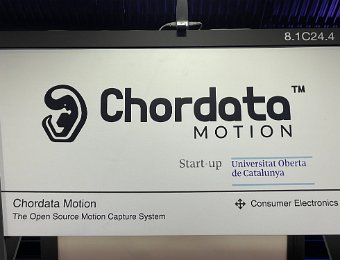 8.1C24.4
Chordata™
MOTION
Start-up
Universitat Oberta
de Catalunya
Chordata Motion
The Open Source Motion Capture System
Consumer Electronics